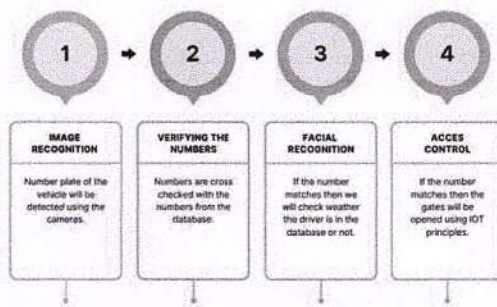 1
2
3
4
IMAGE
RECOGNITION
Number plate of the
vehicle will be
detected using the
cameras.
VERIFYING THE
NUMBERS
Numbers are cross
checked with the
numbers from the
database.
FACIAL
RECOGNITION
If the number
matches then we
will check weather
the driver is in the
database or not.
ACCES
CONTROL
If the number
matches then the
gates will be
opened using IOT
principles.